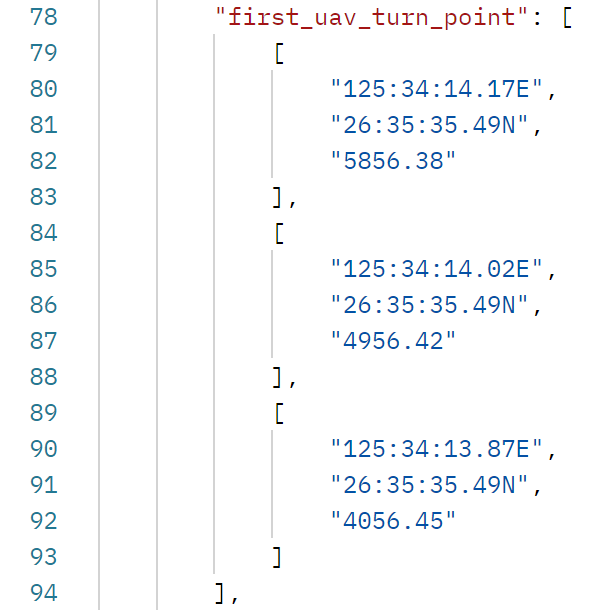 78 "first_uav_turn_point": [
79 [
80 "125:34:14.17E",
81 "26:35:35.49N",
82 "5856.38"
83 ],
84 [
85 "125:34:14.02E",
86 "26:35:35.49N",
87 "4956.42"
88 ],
89 [
90 "125:34:13.87E",
91 "26:35:35.49N",
92 "4056.45"
93 ]
94 ],